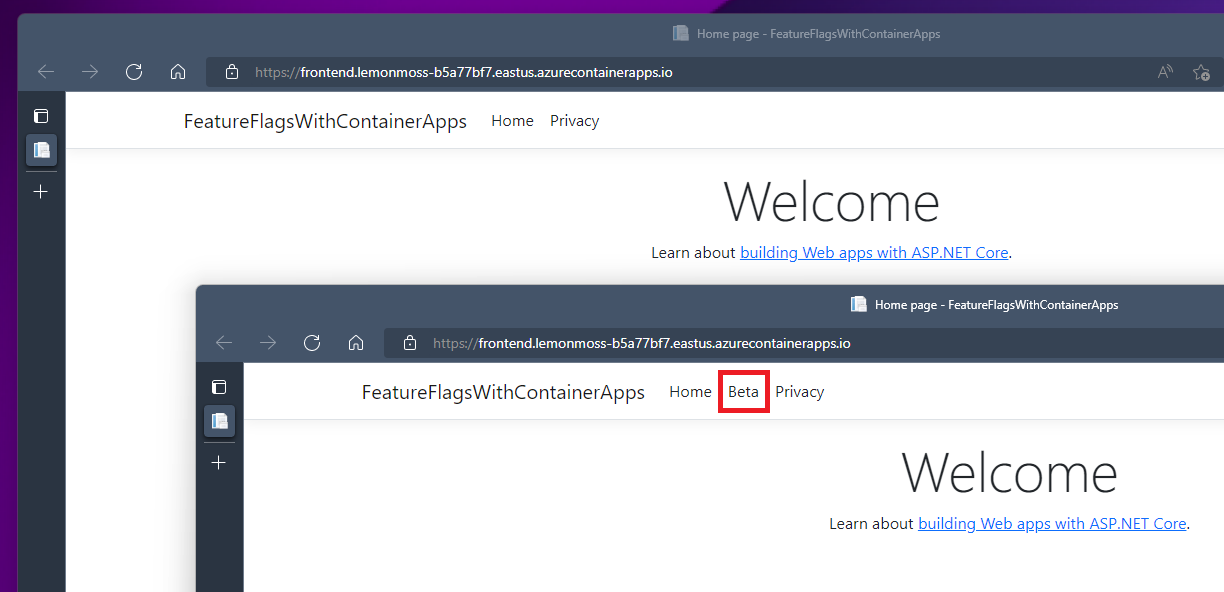 Home page - FeatureFlagsWithContainerApps
https://frontend.lemonmoss-b5a77bf7.eastus.azurecontainerapps.io
FeatureFlagsWithContainerApps Home Privacy
Welcome
Learn about building Web apps with ASP.NET Core.
Home page - FeatureFlagsWithContainerApps
https://frontend.lemonmoss-b5a77bf7.eastus.azurecontainerapps.io
FeatureFlagsWithContainerApps Home Beta Privacy
Welcome
Learn about building Web apps with ASP.NET Core.